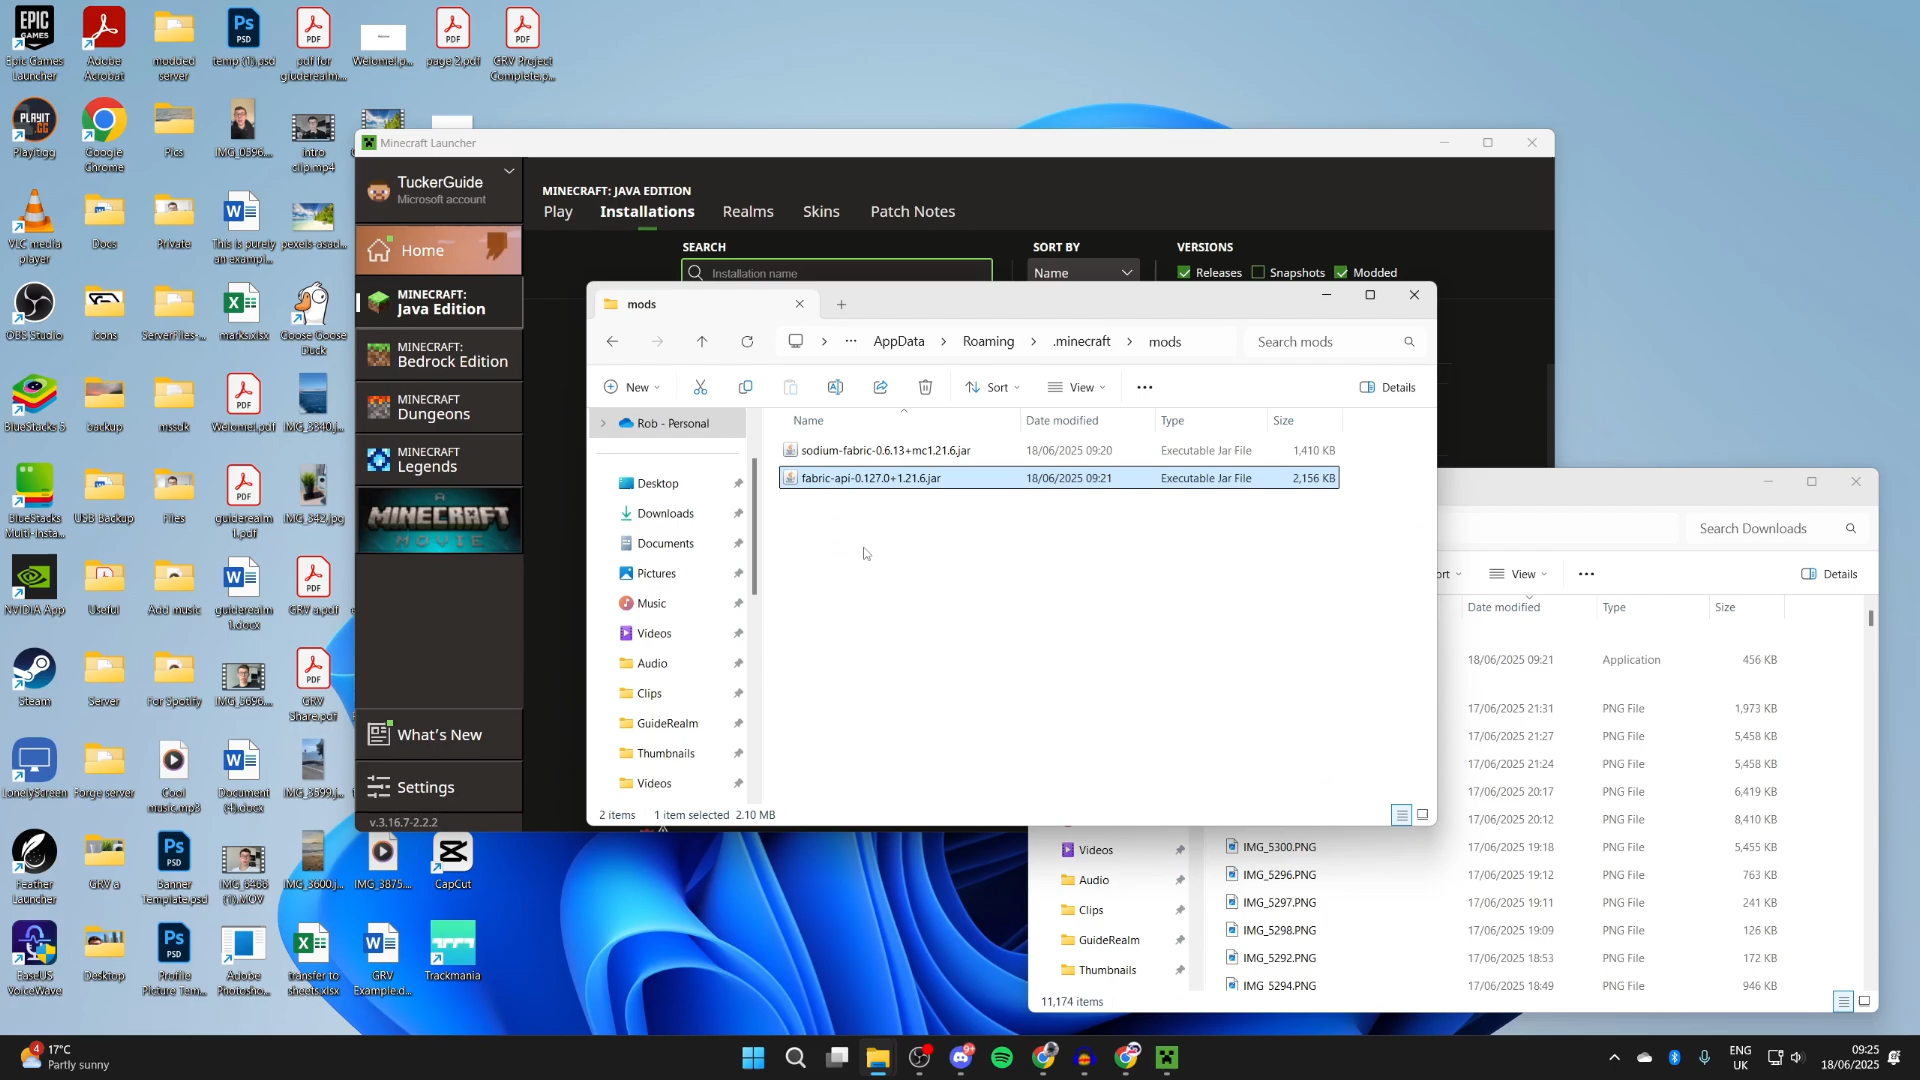 Epic Games
Launcher
Adobe
Acrobat
modded
server
temp (1).psd
pdf for
gluderealm...
Welome!.p...
page 2.pdf
GRV Project
Complete.p...
Playit.gg
Google
Chrome
Pics
IMG_0596...
intro
clip.mp4
VLC media
player
Docs
Private
This is purely
an exampl...
pexels-asad...
OBS Studio
Icons
ServerFiles-...
marks.xlsx
Goose Goose
Duck
BlueStacks 5
backup
mssdk
Welome!.pdf
IMG_3340.j...
BlueStacks
Multi-Insta...
USB Backup
Files
guiderealm
1.pdf
IMG_342.jpg
NVIDIA App
Useful
Add music
guiderealm
1.docx
GRV a.pdf
Steam
Server
For Spotify
IMG_3696...
GRV
Share.pdf
LonelyScreen
Forge server
Cool
music.mp3
Document
(4).docx
IMG_3599.j...
Feather
Launcher
GRV a
Banner
Template.psd
IMG_6466
(1).MOV
IMG_3600.j...
IMG_3875...
CapCut
EaseUS
VoiceWave
Desktop
Profile
Picture Tem...
Adobe
Photosho...
transfer to
sheets.xlsx
GRV
Example.d...
Trackmania
Minecraft Launcher
TuckerGuide
Microsoft account
Home
MINECRAFT:
Java Edition
MINECRAFT:
Bedrock Edition
MINECRAFT
Dungeons
MINECRAFT
Legends
A
MINECRAFT
MOVIE
What's New
Settings
v.3.16.7-2.2.2
MINECRAFT: JAVA EDITION
Play
Installations
Realms
Skins
Patch Notes
SEARCH
SORT BY
VERSIONS
Installation name
Name
Releases
Snapshots
Modded
mods
AppData
Roaming
.minecraft
mods
Search mods
New
Sort
View
Details
Rob - Personal
Desktop
Downloads
Documents
Pictures
Music
Videos
Audio
Clips
GuideRealm
Thumbnails
Videos
Name
Date modified
Type
Size
sodium-fabric-0.6.13+mc1.21.6.jar
18/06/2025 09:20
Executable Jar File
1,410 KB
fabric-api-0.127.0+1.21.6.jar
18/06/2025 09:21
Executable Jar File
2,156 KB
2 items
1 item selected 2.10 MB
Search Downloads
ort
View
Details
Date modified
Type
Size
18/06/2025 09:21
Application
456 KB
17/06/2025 21:31
PNG File
1,973 KB
17/06/2025 21:27
PNG File
5,458 KB
17/06/2025 21:24
PNG File
5,458 KB
17/06/2025 20:17
PNG File
6,419 KB
17/06/2025 20:12
PNG File
8,410 KB
IMG_5300.PNG
17/06/2025 19:18
PNG File
5,455 KB
IMG_5296.PNG
17/06/2025 19:12
PNG File
763 KB
IMG_5297.PNG
17/06/2025 19:11
PNG File
241 KB
IMG_5298.PNG
17/06/2025 19:09
PNG File
126 KB
IMG_5292.PNG
17/06/2025 18:53
PNG File
172 KB
IMG_5294.PNG
17/06/2025 18:49
PNG File
946 KB
Videos
Audio
Clips
GuideRealm
Thumbnails
11,174 items
4
17°C
Partly sunny
9+
ENG
UK
09:25
18/06/2025